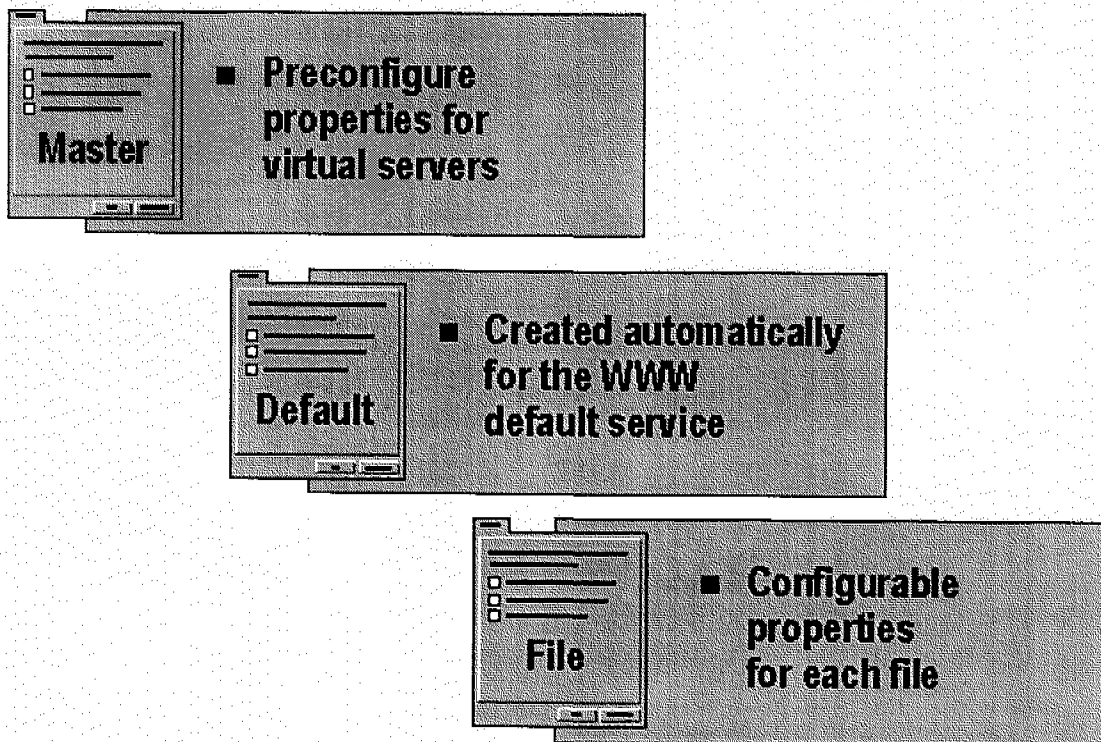 Master
■ Preconfigure
properties for
virtual servers
Default
■ Created automatically
for the WWW
default service
File
■ Configurable
properties
for each file